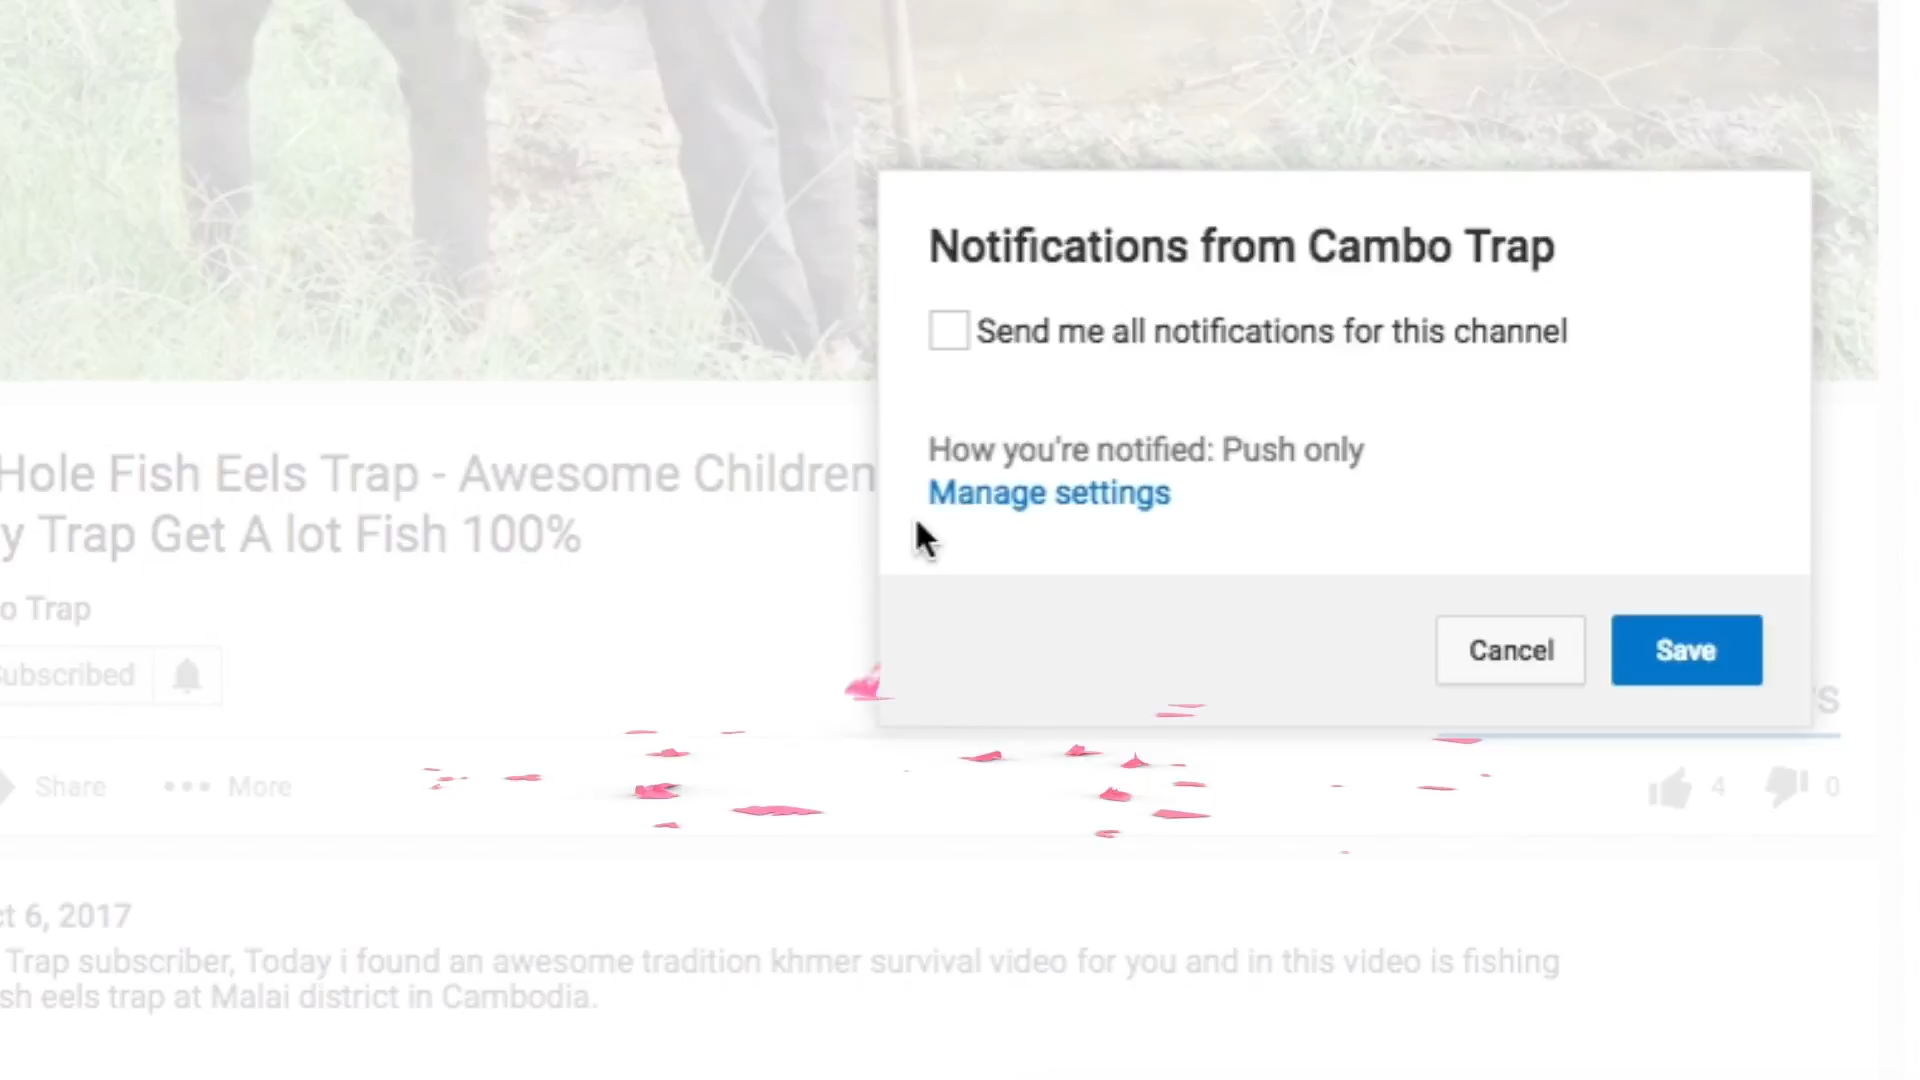 Notifications from Cambo Trap
Send me all notifications for this channel
How you're notified: Push only
Manage settings
Cancel
Save
Hole Fish Eels Trap - Awesome Children
y Trap Get A lot Fish 100%
o Trap
ubscribed
s
Share
More
4
0
ct 6, 2017
Trap subscriber, Today i found an awesome tradition khmer survival video for you and in this video is fishing
sh eels trap at Malai district in Cambodia.